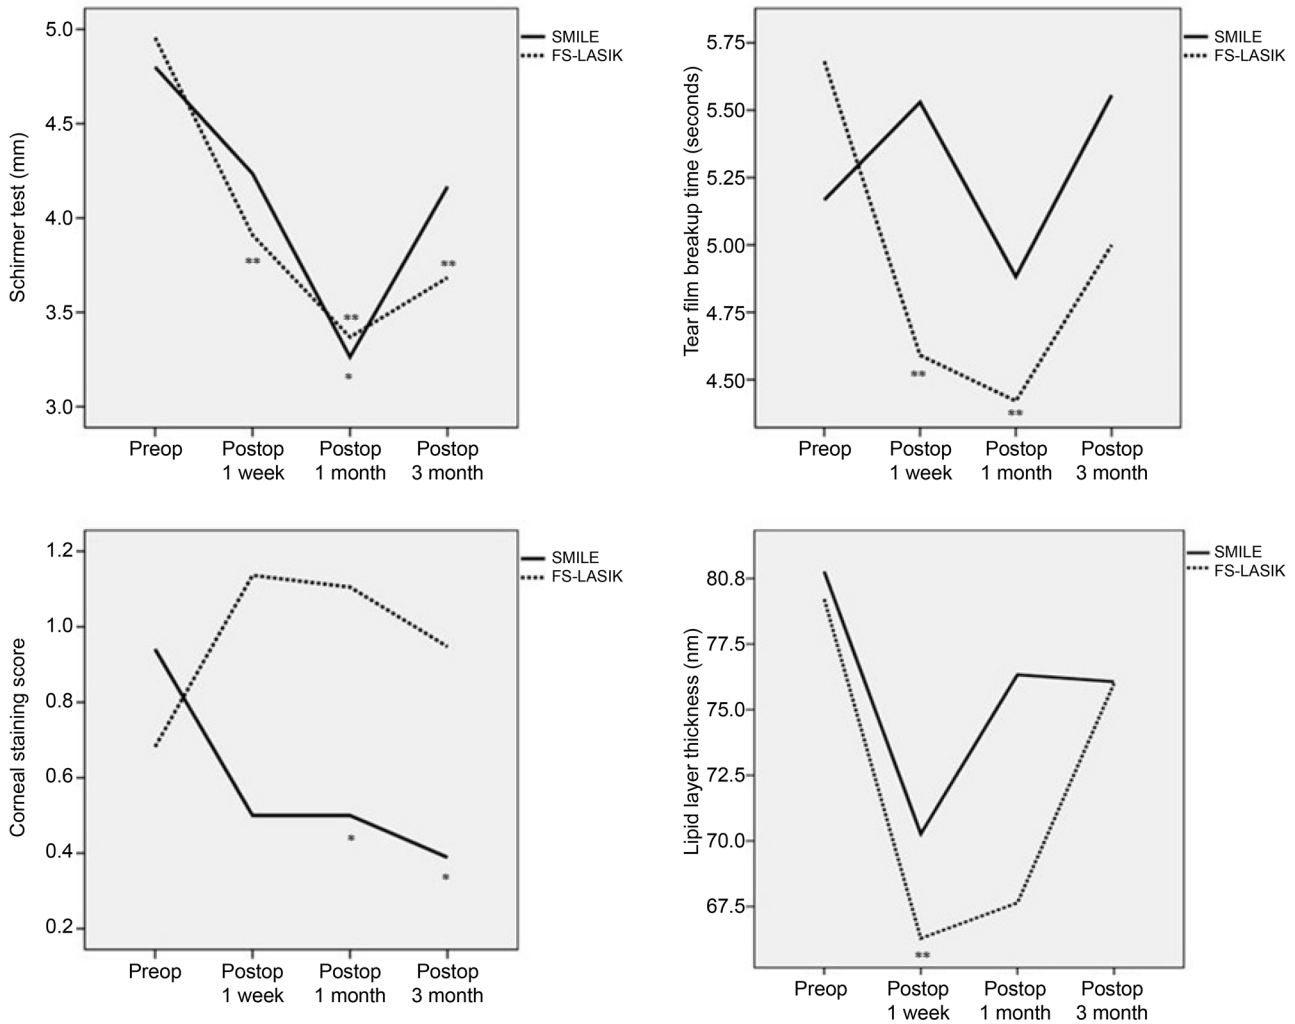 Schirmer test (mm)
5.0
4.5
4.0
3.5
3.0
**
**
*
**
Preop
Postop
1 week
Postop
1 month
Postop
3 month
SMILE
FS-LASIK
Tear film breakup time (seconds)
5.75
5.50
5.25
5.00
4.75
4.50
**
**
Preop
Postop
1 week
Postop
1 month
Postop
3 month
SMILE
FS-LASIK
Corneal staining score
1.2
1.0
0.8
0.6
0.4
0.2
*
*
Preop
Postop
1 week
Postop
1 month
Postop
3 month
SMILE
FS-LASIK
Lipid layer thickness (nm)
80.8
77.5
75.0
72.5
70.0
67.5
**
Preop
Postop
1 week
Postop
1 month
Postop
3 month
SMILE
FS-LASIK